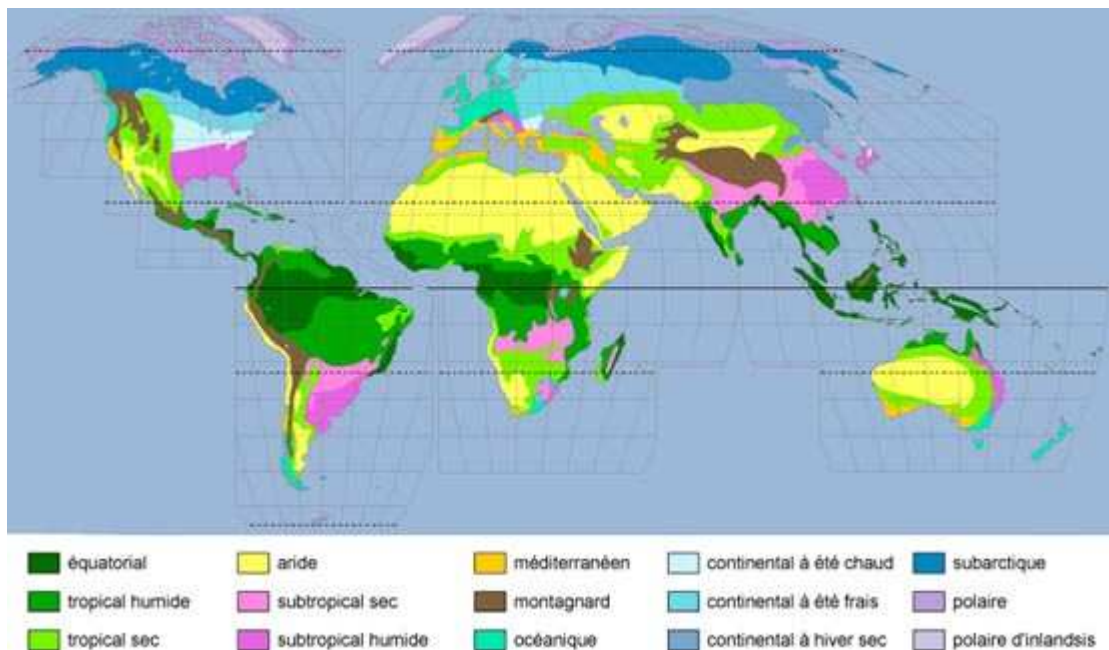 équatorial
tropical humide
tropical sec
aride
subtropical sec
subtropical humide
méditerranéen
montagnard
océanique
continental à été chaud
continental à été frais
continental à hiver sec
subarctique
polaire
polaire d'inlandsis